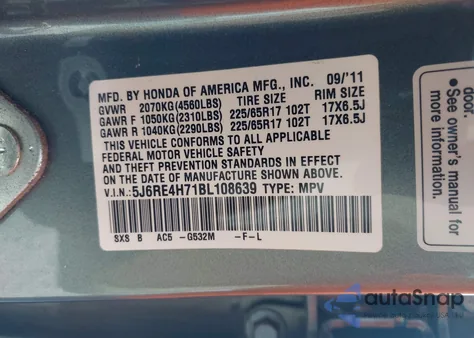 MFD. BY HONDA OF AMERICA MFG., INC. 09/'11
GVWR 2070KG(4560LBS) TIRE SIZE RIM SIZE
GAWR F 1050KG(2310LBS) 225/65R17 102T 17X6.5J
GAWR R 1040KG(2290LBS) 225/65R17 102T 17X6.5J
THIS VEHICLE CONFORMS TO ALL APPLICABLE
FEDERAL MOTOR VEHICLE SAFETY
AND THEFT PREVENTION STANDARDS IN EFFECT
ON THE DATE OF MANUFACTURE SHOWN ABOVE.
V.I.N.: 5J6RE4H71BL108639 TYPE: MPV
SXS B AC5 -G532M -F-L
door.
• See
owner's
manual
for
more
autoSnap